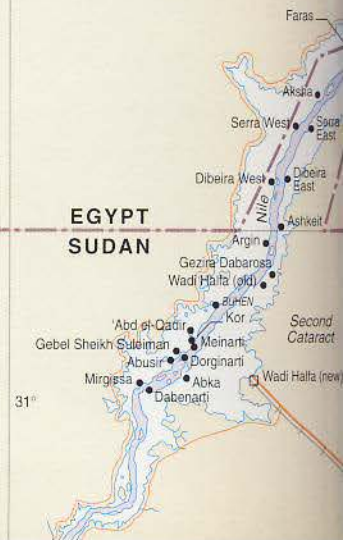 Faras
Aksha
Serra West
Serra
East
Dibeira West
Dibeira
East
Nile
EGYPT
Ashkeit
SUDAN
Argin
Gezira Dabarosa
Wadi Halfa (old)
BUHEN
Kor
'Abd el-Qadir
Second
Cataract
Gebel Sheikh Suleiman
Meinarti
Abusir
Dorginarti
Mirgissa
Abka
Wadi Halfa (new)
Dabenarti
31°